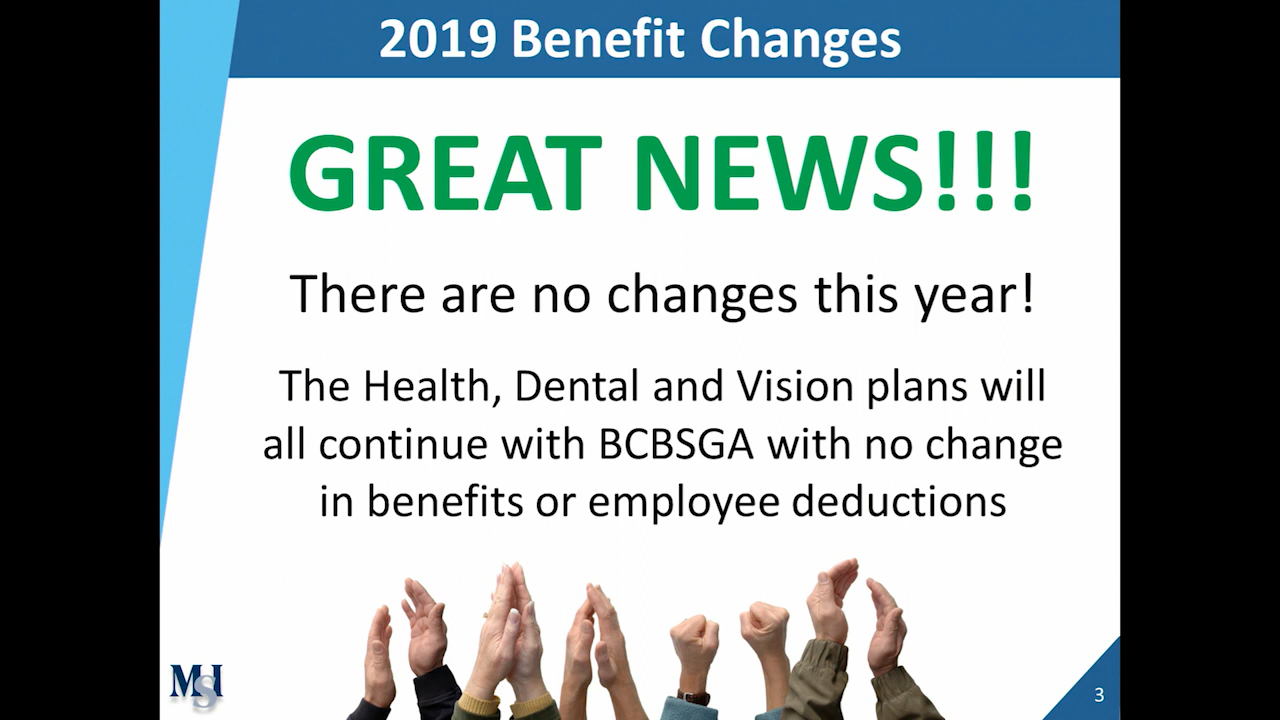 2019 Benefit Changes
GREAT NEWS!!!
There are no changes this year!
The Health, Dental and Vision plans will
all continue with BCBSGA with no change
in benefits or employee deductions
MSI
3